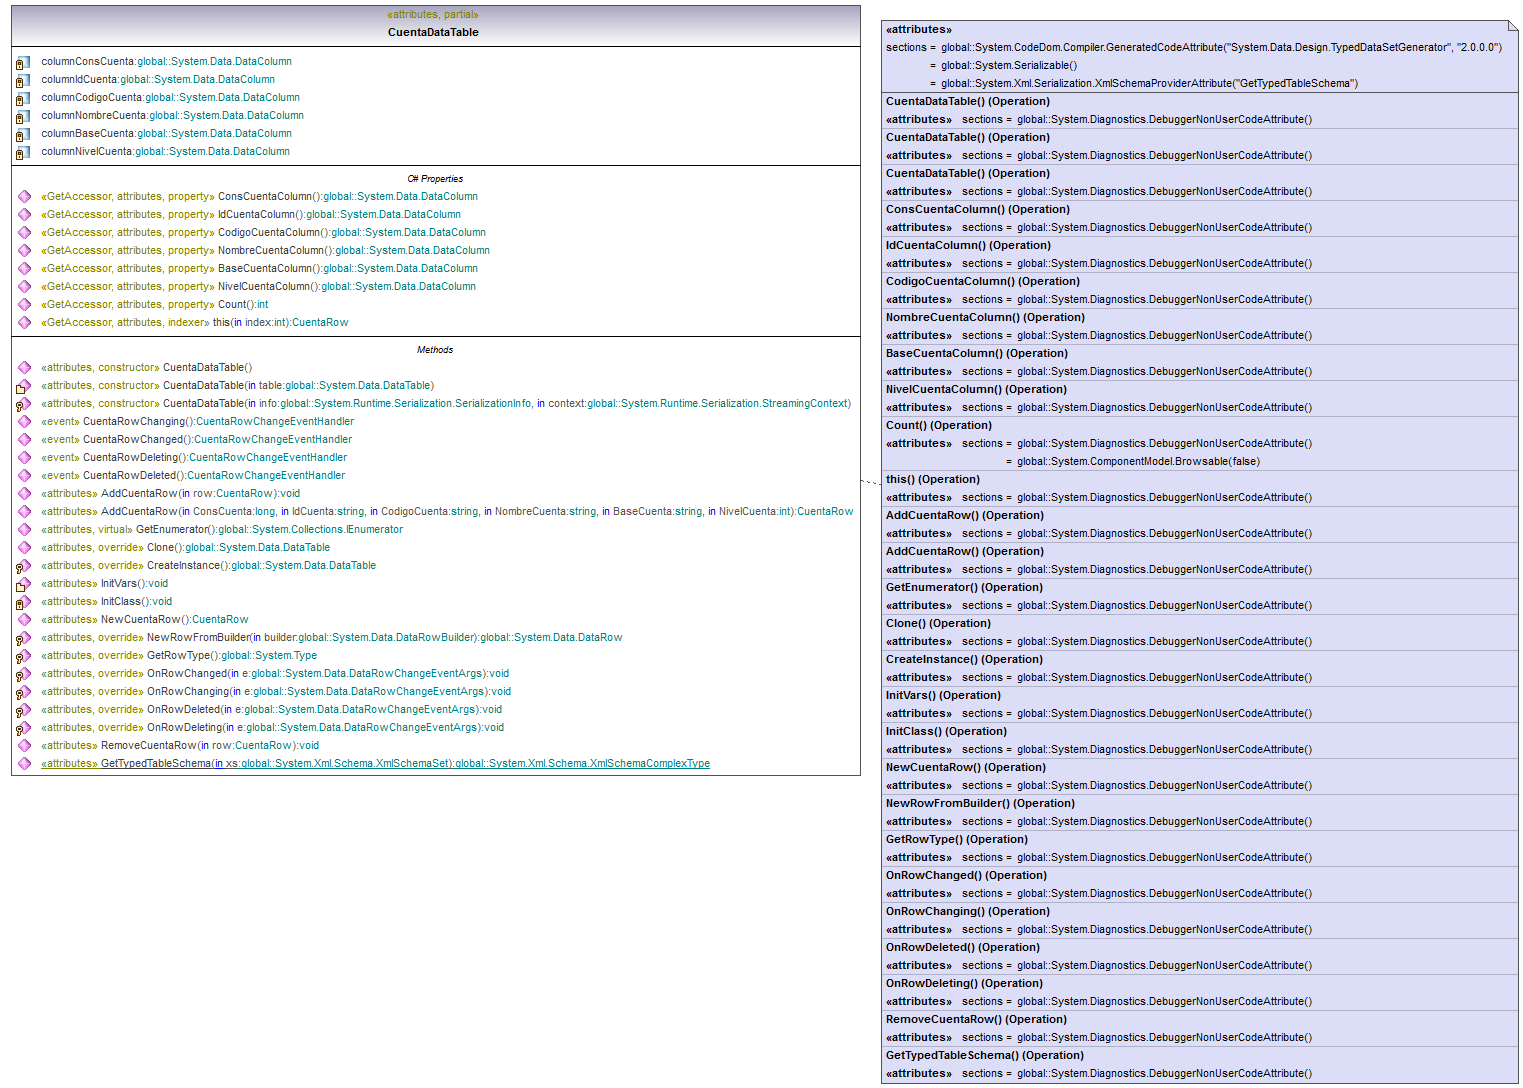 «attributes, partial»
CuentaDataTable
columnConsCuenta:global::System.Data.DataColumn
columnIdCuenta:global::System.Data.DataColumn
columnCodigoCuenta:global::System.Data.DataColumn
columnNombreCuenta:global::System.Data.DataColumn
columnBaseCuenta:global::System.Data.DataColumn
columnNivelCuenta:global::System.Data.DataColumn
C# Properties
«GetAccessor, attributes, property» ConsCuentaColumn():global::System.Data.DataColumn
«GetAccessor, attributes, property» IdCuentaColumn():global::System.Data.DataColumn
«GetAccessor, attributes, property» CodigoCuentaColumn():global::System.Data.DataColumn
«GetAccessor, attributes, property» NombreCuentaColumn():global::System.Data.DataColumn
«GetAccessor, attributes, property» BaseCuentaColumn():global::System.Data.DataColumn
«GetAccessor, attributes, property» NivelCuentaColumn():global::System.Data.DataColumn
«GetAccessor, attributes, property» Count():int
«GetAccessor, attributes, indexer» this(in index:int):CuentaRow
Methods
«attributes, constructor» CuentaDataTable()
«attributes, constructor» CuentaDataTable(in table:global::System.Data.DataTable)
«attributes, constructor» CuentaDataTable(in info:global::System.Runtime.Serialization.SerializationInfo, in context:global::System.Runtime.Serialization.StreamingContext)
«event» CuentaRowChanging():CuentaRowChangeEventHandler
«event» CuentaRowChanged():CuentaRowChangeEventHandler
«event» CuentaRowDeleting():CuentaRowChangeEventHandler
«event» CuentaRowDeleted():CuentaRowChangeEventHandler
«attributes» AddCuentaRow(in row:CuentaRow):void
«attributes» AddCuentaRow(in ConsCuenta:long, in IdCuenta:string, in CodigoCuenta:string, in NombreCuenta:string, in BaseCuenta:string, in NivelCuenta:int):CuentaRow
«attributes, virtual» GetEnumerator():global::System.Collections.IEnumerator
«attributes, override» Clone():global::System.Data.DataTable
«attributes, override» CreateInstance():global::System.Data.DataTable
«attributes» InitVars():void
«attributes» InitClass():void
«attributes» NewCuentaRow():CuentaRow
«attributes, override» NewRowFromBuilder(in builder:global::System.Data.DataRowBuilder):global::System.Data.DataRow
«attributes, override» GetRowType():global::System.Type
«attributes, override» OnRowChanged(in e:global::System.Data.DataRowChangeEventArgs):void
«attributes, override» OnRowChanging(in e:global::System.Data.DataRowChangeEventArgs):void
«attributes, override» OnRowDeleted(in e:global::System.Data.DataRowChangeEventArgs):void
«attributes, override» OnRowDeleting(in e:global::System.Data.DataRowChangeEventArgs):void
«attributes» RemoveCuentaRow(in row:CuentaRow):void
«attributes» GetTypedTableSchema(in xs:global::System.Xml.Schema.XmlSchemaSet):global::System.Xml.Schema.XmlSchemaComplexType
«attributes»
sections = global::System.CodeDom.Compiler.GeneratedCodeAttribute("System.Data.Design.TypedDataSetGenerator", "2.0.0.0")
= global::System.Serializable()
= global::System.Xml.Serialization.XmlSchemaProviderAttribute("GetTypedTableSchema")
CuentaDataTable() (Operation)
«attributes» sections = global::System.Diagnostics.DebuggerNonUserCodeAttribute()
CuentaDataTable() (Operation)
«attributes» sections = global::System.Diagnostics.DebuggerNonUserCodeAttribute()
CuentaDataTable() (Operation)
«attributes» sections = global::System.Diagnostics.DebuggerNonUserCodeAttribute()
ConsCuentaColumn() (Operation)
«attributes» sections = global::System.Diagnostics.DebuggerNonUserCodeAttribute()
IdCuentaColumn() (Operation)
«attributes» sections = global::System.Diagnostics.DebuggerNonUserCodeAttribute()
CodigoCuentaColumn() (Operation)
«attributes» sections = global::System.Diagnostics.DebuggerNonUserCodeAttribute()
NombreCuentaColumn() (Operation)
«attributes» sections = global::System.Diagnostics.DebuggerNonUserCodeAttribute()
BaseCuentaColumn() (Operation)
«attributes» sections = global::System.Diagnostics.DebuggerNonUserCodeAttribute()
NivelCuentaColumn() (Operation)
«attributes» sections = global::System.Diagnostics.DebuggerNonUserCodeAttribute()
Count() (Operation)
«attributes» sections = global::System.Diagnostics.DebuggerNonUserCodeAttribute()
= global::System.ComponentModel.Browsable(false)
this() (Operation)
«attributes» sections = global::System.Diagnostics.DebuggerNonUserCodeAttribute()
AddCuentaRow() (Operation)
«attributes» sections = global::System.Diagnostics.DebuggerNonUserCodeAttribute()
AddCuentaRow() (Operation)
«attributes» sections = global::System.Diagnostics.DebuggerNonUserCodeAttribute()
GetEnumerator() (Operation)
«attributes» sections = global::System.Diagnostics.DebuggerNonUserCodeAttribute()
Clone() (Operation)
«attributes» sections = global::System.Diagnostics.DebuggerNonUserCodeAttribute()
CreateInstance() (Operation)
«attributes» sections = global::System.Diagnostics.DebuggerNonUserCodeAttribute()
InitVars() (Operation)
«attributes» sections = global::System.Diagnostics.DebuggerNonUserCodeAttribute()
InitClass() (Operation)
«attributes» sections = global::System.Diagnostics.DebuggerNonUserCodeAttribute()
NewCuentaRow() (Operation)
«attributes» sections = global::System.Diagnostics.DebuggerNonUserCodeAttribute()
NewRowFromBuilder() (Operation)
«attributes» sections = global::System.Diagnostics.DebuggerNonUserCodeAttribute()
GetRowType() (Operation)
«attributes» sections = global::System.Diagnostics.DebuggerNonUserCodeAttribute()
OnRowChanged() (Operation)
«attributes» sections = global::System.Diagnostics.DebuggerNonUserCodeAttribute()
OnRowChanging() (Operation)
«attributes» sections = global::System.Diagnostics.DebuggerNonUserCodeAttribute()
OnRowDeleted() (Operation)
«attributes» sections = global::System.Diagnostics.DebuggerNonUserCodeAttribute()
OnRowDeleting() (Operation)
«attributes» sections = global::System.Diagnostics.DebuggerNonUserCodeAttribute()
RemoveCuentaRow() (Operation)
«attributes» sections = global::System.Diagnostics.DebuggerNonUserCodeAttribute()
GetTypedTableSchema() (Operation)
«attributes» sections = global::System.Diagnostics.DebuggerNonUserCodeAttribute()